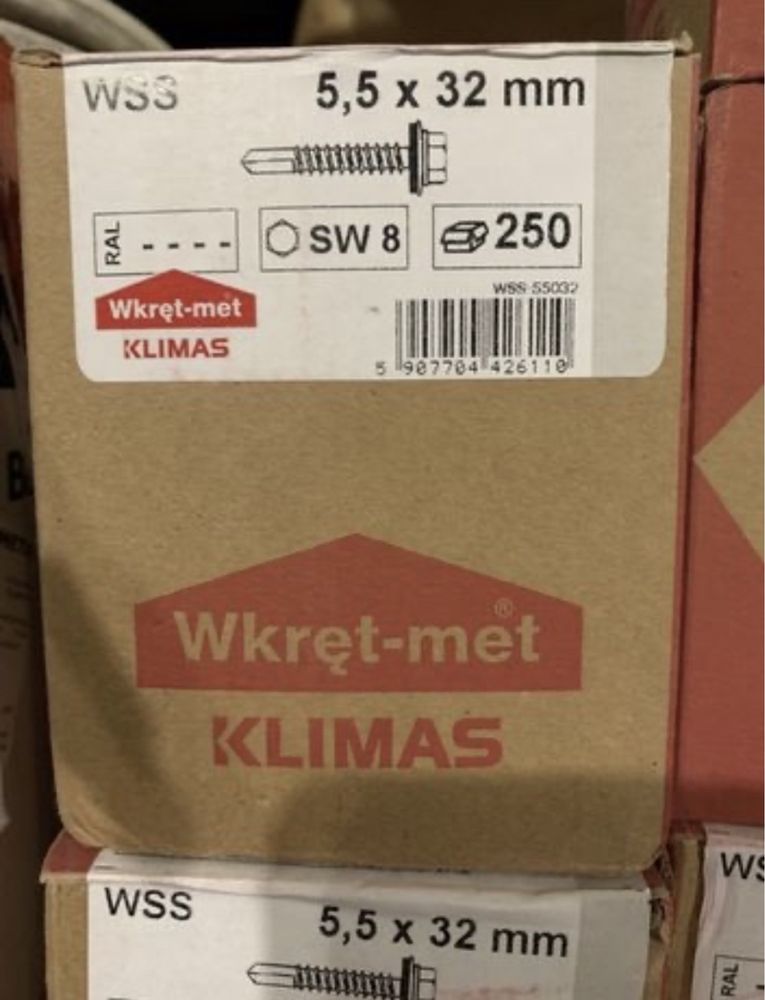 WSS 5,5 x 32 mm
RAL - - - - SW 8 250
WSS-55032
Wkręt-met
KLIMAS
5 907704 426110
Wkręt-met®
KLIMAS
WSS 5,5 x 32 mm
WS
RAL